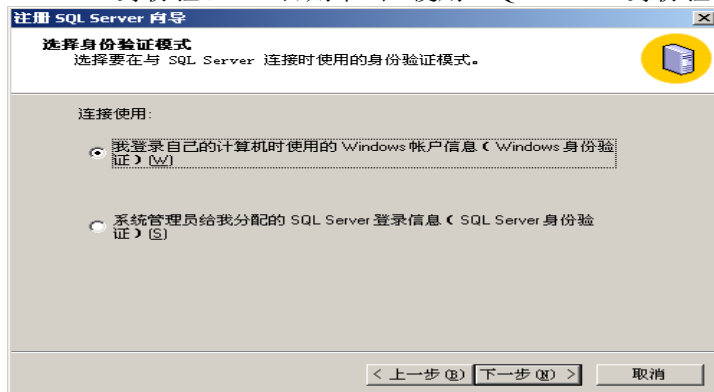 注册 SQL Server 向导
选择身份验证模式
选择要在与 SQL Server 连接时使用的身份验证模式。
连接使用:
我登录自己的计算机时使用的 Windows 帐户信息(Windows 身份验
证)(W)
系统管理员给我分配的 SQL Server 登录信息(SQL Server 身份验
证)(S)
< 上一步(B) 下一步(N) > 取消